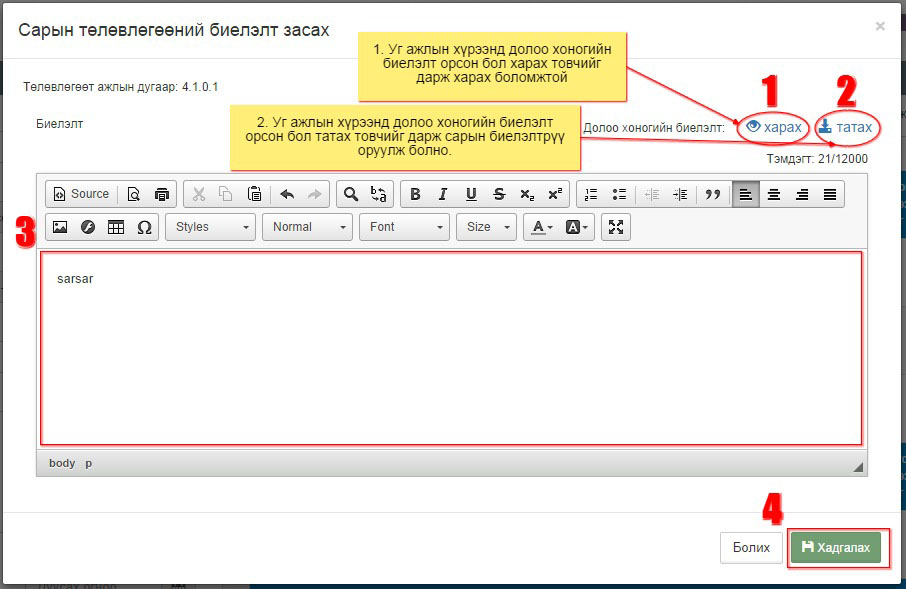 Сарын төлөвлөгөөний биелэлт засах
×
1. Уг ажлын хүрээнд долоо хоногийн
биелэлт орсон бол харах товчийг
дарж харах боломжтой
1
2
Төлөвлөгөөт ажлын дугаар: 4.1.0.1
Биелэлт
2. Уг ажлын хүрээнд долоо хоногийн биелэлт
орсон бол татах товчийг дарж сарын биелэлтрүү
оруулж болно.
Долоо хоногийн биелэлт: харах татах
Тэмдэгт: 21/12000
Source
3
Styles Normal Font Size
sarsar
body p
4
Болих Хадгалах